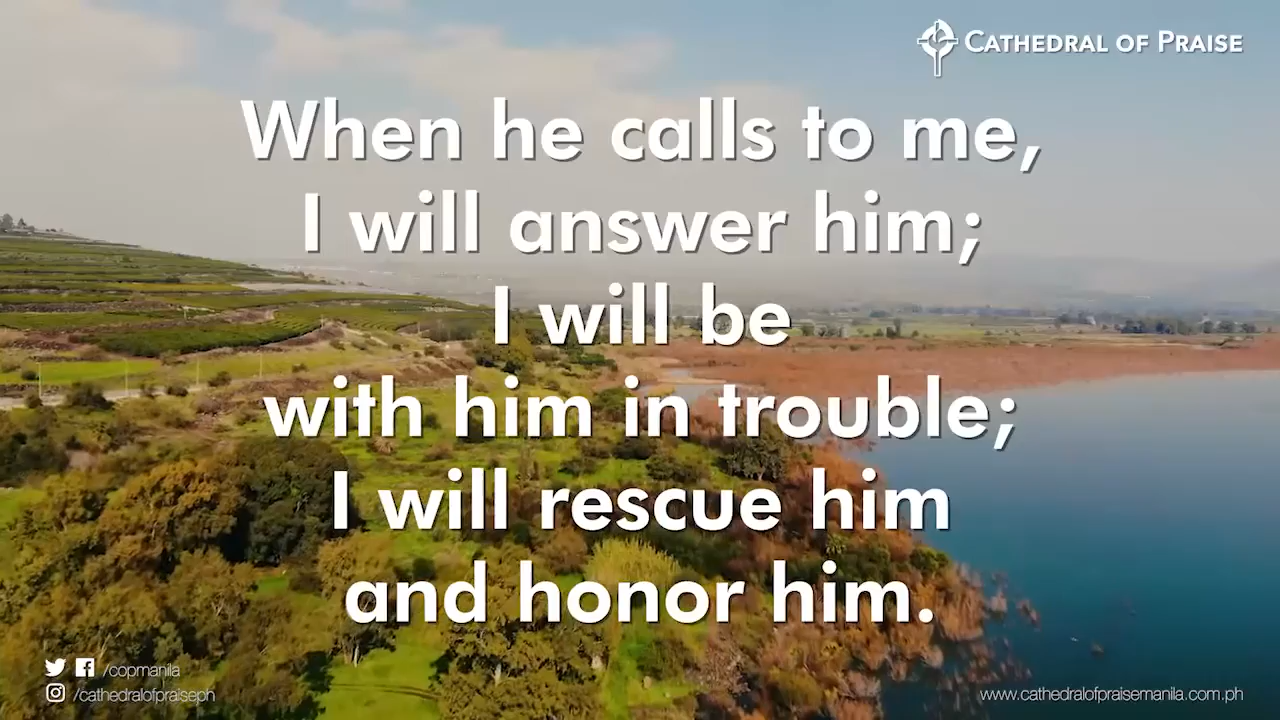 CATHEDRAL OF PRAISE
When he calls to me,
I will answer him;
I will be
with him in trouble;
I will rescue him
and honor him.
/copmanila
/cathedralofpraiseph
www.cathedralofpraisemanila.com.ph